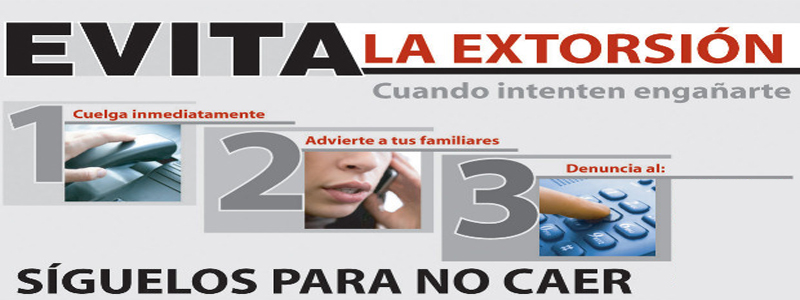 EVITA LA EXTORSIÓN
Cuando intenten engañarte
1 Cuelga inmediatamente
2 Advierte a tus familiares
3 Denuncia al:
SÍGUELOS PARA NO CAER